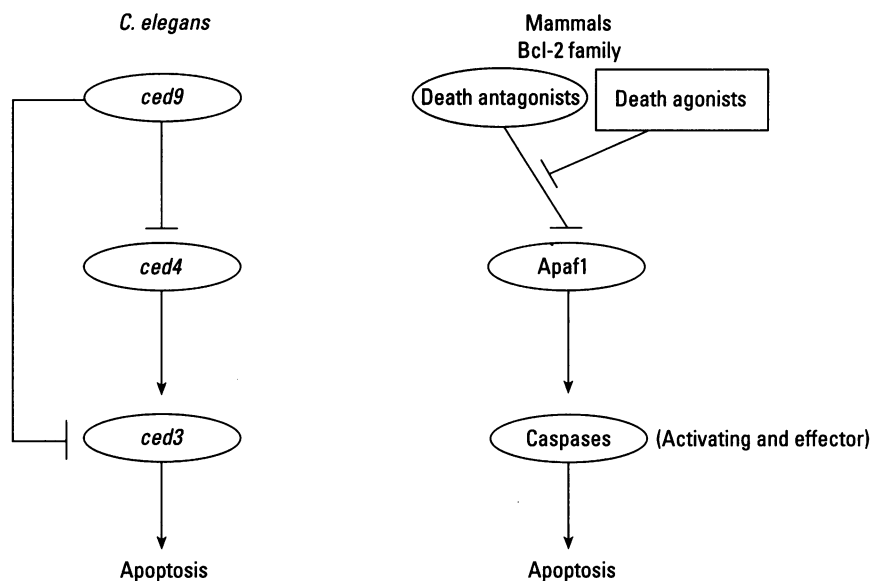 C. elegans
ced9
ced4
ced3
Apoptosis
Mammals
Bcl-2 family
Death antagonists
Death agonists
Apaf1
Caspases
(Activating and effector)
Apoptosis